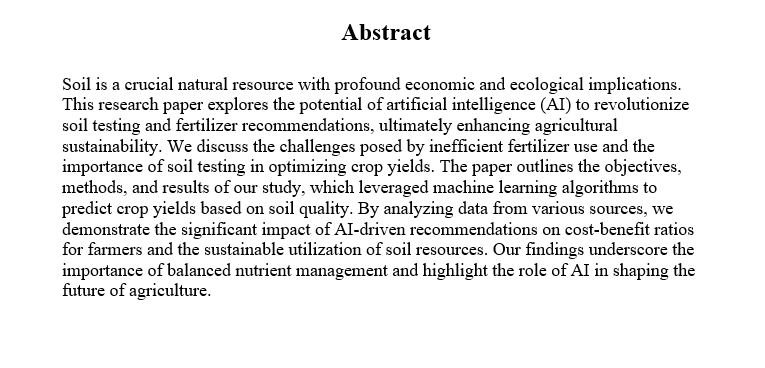 Abstract
Soil is a crucial natural resource with profound economic and ecological implications.
This research paper explores the potential of artificial intelligence (AI) to revolutionize
soil testing and fertilizer recommendations, ultimately enhancing agricultural
sustainability. We discuss the challenges posed by inefficient fertilizer use and the
importance of soil testing in optimizing crop yields. The paper outlines the objectives,
methods, and results of our study, which leveraged machine learning algorithms to
predict crop yields based on soil quality. By analyzing data from various sources, we
demonstrate the significant impact of AI-driven recommendations on cost-benefit ratios
for farmers and the sustainable utilization of soil resources. Our findings underscore the
importance of balanced nutrient management and highlight the role of AI in shaping the
future of agriculture.